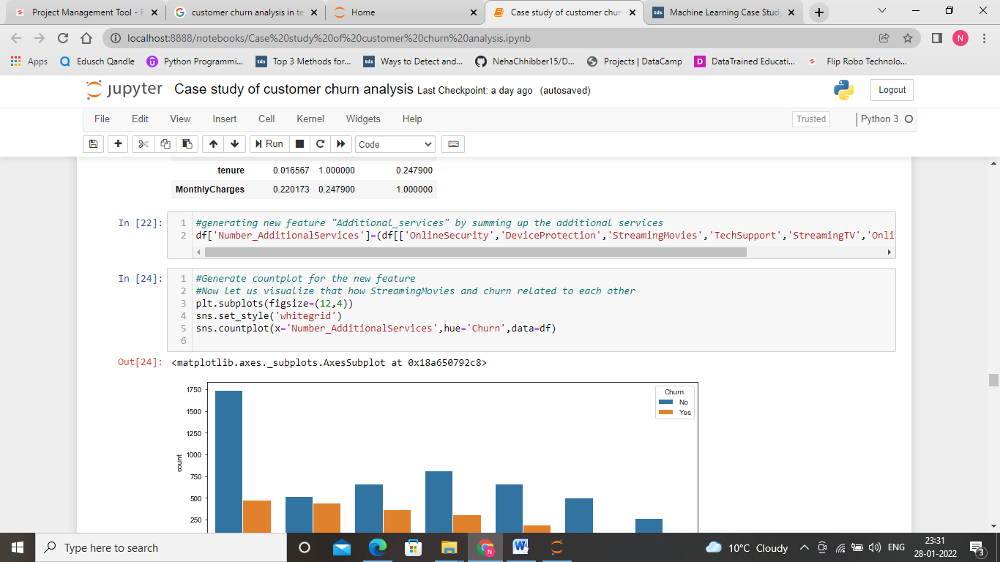 Project Management Tool - F
customer churn analysis in te
Home
Case study of customer churn
tds Machine Learning Case Study
localhost:8888/notebooks/Case%20study%20of%20customer%20churn%20analysis.ipynb
N
Apps
Edusch Qandle
Python Programmi...
tds Top 3 Methods for...
tds Ways to Detect and...
NehaChhibber15/D...
Projects | DataCamp
D DataTrained Educati...
Flip Robo Technolo...
jupyter Case study of customer churn analysis Last Checkpoint: a day ago (autosaved)
Logout
File Edit View Insert Cell Kernel Widgets Help
Trusted
Python 3
Run
Code
tenure 0.016567 1.000000 0.247900
MonthlyCharges 0.220173 0.247900 1.000000
In [22]:
1 #generating new feature "Additional_services" by summing up the additional services
2 df['Number_AdditionalServices']=(df[['OnlineSecurity','DeviceProtection','StreamingMovies','TechSupport','StreamingTV','Onli
In [24]:
1 #Generate countplot for the new feature
2 #Now let us visualize that how StreamingMovies and churn related to each other
3 plt.subplots(figsize=(12,4))
4 sns.set_style('whitegrid')
5 sns.countplot(x='Number_AdditionalServices',hue='Churn',data=df)
6
Out[24]: <matplotlib.axes._subplots.AxesSubplot at 0x18a650792c8>
1750
1500
1250
1000
750
500
250
count
Churn
No
Yes
Type here to search
N
W
10°C Cloudy
ENG
23:31
28-01-2022
3